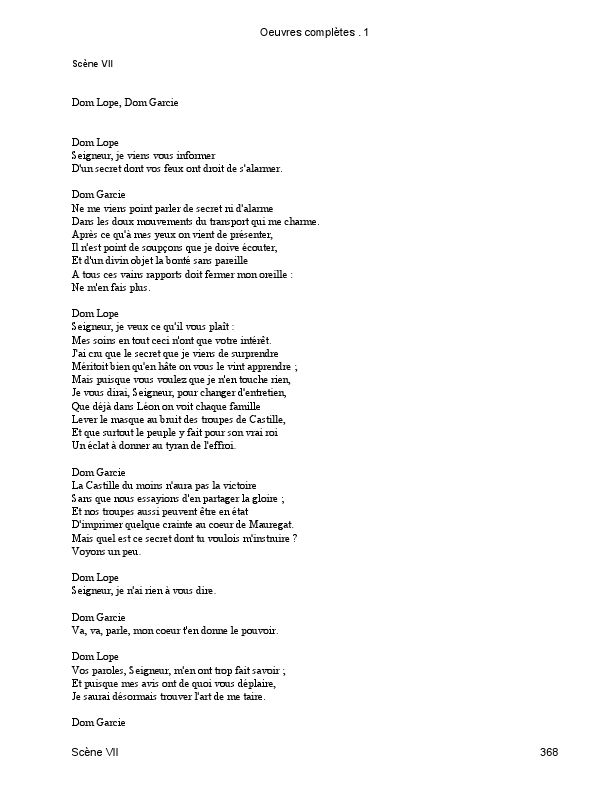 Oeuvres complètes . 1
Scène VII
Dom Lope, Dom Garcie
Dom Lope
Seigneur, je viens vous informer
D'un secret dont vos feux ont droit de s'alarmer.
Dom Garcie
Ne me viens point parler de secret ni d'alarme
Dans les doux mouvements du transport qui me charme.
Après ce qu'à mes yeux on vient de présenter,
Il n'est point de soupçons que je doive écouter,
Et d'un divin objet la bonté sans pareille
A tous ces vains rapports doit fermer mon oreille :
Ne m'en fais plus.
Dom Lope
Seigneur, je veux ce qu'il vous plaît :
Mes soins en tout ceci n'ont que votre intérêt.
J'ai cru que le secret que je viens de surprendre
Méritoit bien qu'en hâte on vous le vint apprendre ;
Mais puisque vous voulez que je n'en touche rien,
Je vous dirai, Seigneur, pour changer d'entretien,
Que déjà dans Léon on voit chaque famille
Lever le masque au bruit des troupes de Castille,
Et que surtout le peuple y fait pour son vrai roi
Un éclat à donner au tyran de l'effroi.
Dom Garcie
La Castille du moins n'aura pas la victoire
Sans que nous essayions d'en partager la gloire ;
Et nos troupes aussi peuvent être en état
D'imprimer quelque crainte au coeur de Mauregat.
Mais quel est ce secret dont tu voulois m'instruire ?
Voyons un peu.
Dom Lope
Seigneur, je n'ai rien à vous dire.
Dom Garcie
Va, va, parle, mon coeur t'en donne le pouvoir.
Dom Lope
Vos paroles, Seigneur, m'en ont trop fait savoir ;
Et puisque mes avis ont de quoi vous déplaire,
Je saurai désormais trouver l'art de me taire.
Dom Garcie
Scène VII
368